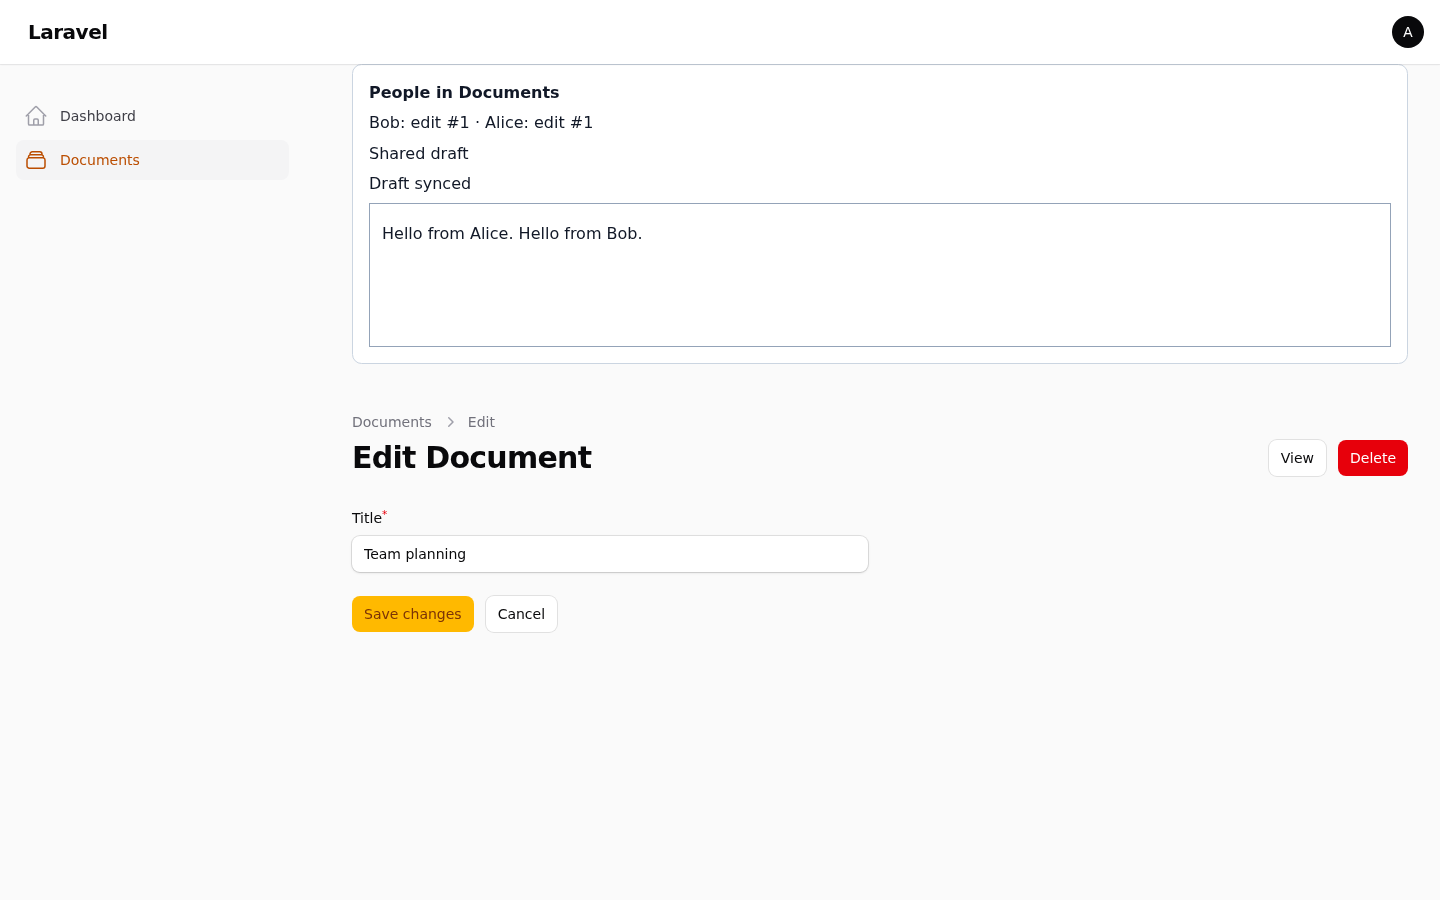 Laravel
A
Dashboard
Documents
People in Documents
Bob: edit #1 · Alice: edit #1
Shared draft
Draft synced
Hello from Alice. Hello from Bob.
Documents > Edit
Edit Document
View
Delete
Title*
Team planning
Save changes
Cancel